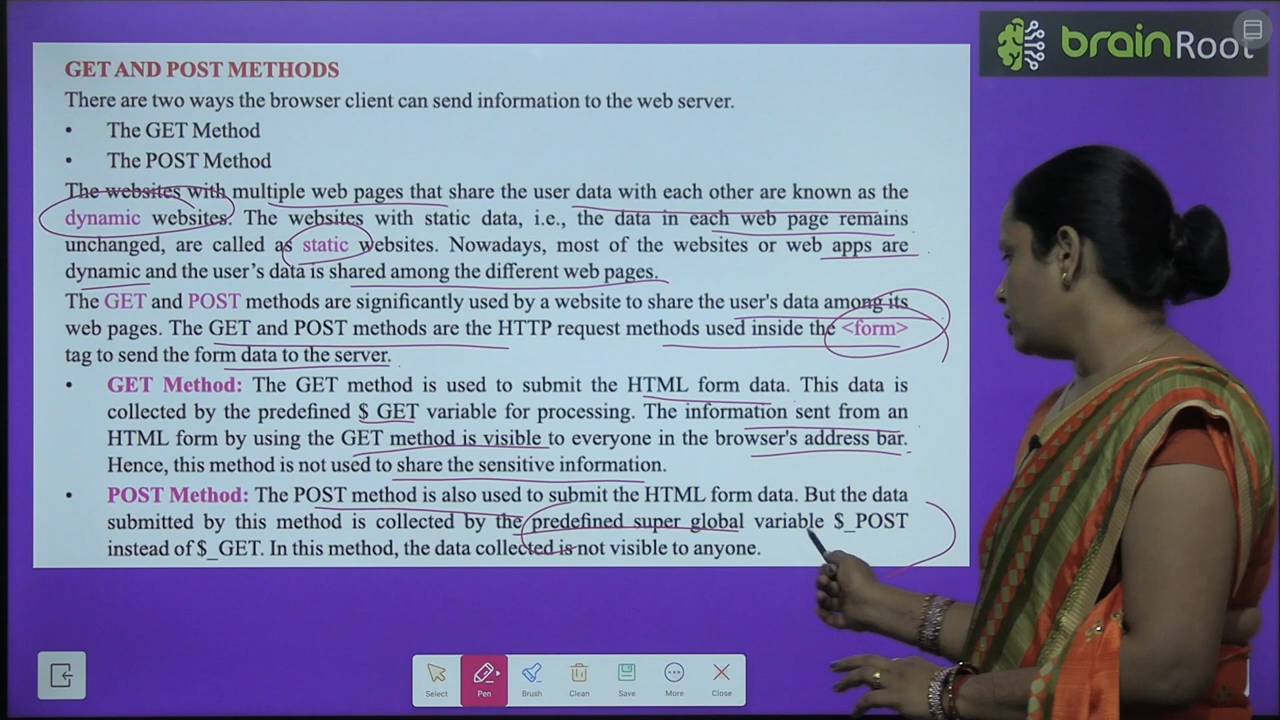 brainRoot
GET AND POST METHODS
There are two ways the browser client can send information to the web server.
• The GET Method
• The POST Method
The websites with multiple web pages that share the user data with each other are known as the
dynamic websites. The websites with static data, i.e., the data in each web page remains
unchanged, are called as static websites. Nowadays, most of the websites or web apps are
dynamic and the user's data is shared among the different web pages.
The GET and POST methods are significantly used by a website to share the user's data among its
web pages. The GET and POST methods are the HTTP request methods used inside the <form>
tag to send the form data to the server.
• GET Method: The GET method is used to submit the HTML form data. This data is
collected by the predefined $_GET variable for processing. The information sent from an
HTML form by using the GET method is visible to everyone in the browser's address bar.
Hence, this method is not used to share the sensitive information.
• POST Method: The POST method is also used to submit the HTML form data. But the data
submitted by this method is collected by the predefined super global variable $_POST
instead of $_GET. In this method, the data collected is not visible to anyone.
Select Pen Brush Clean Save More Close